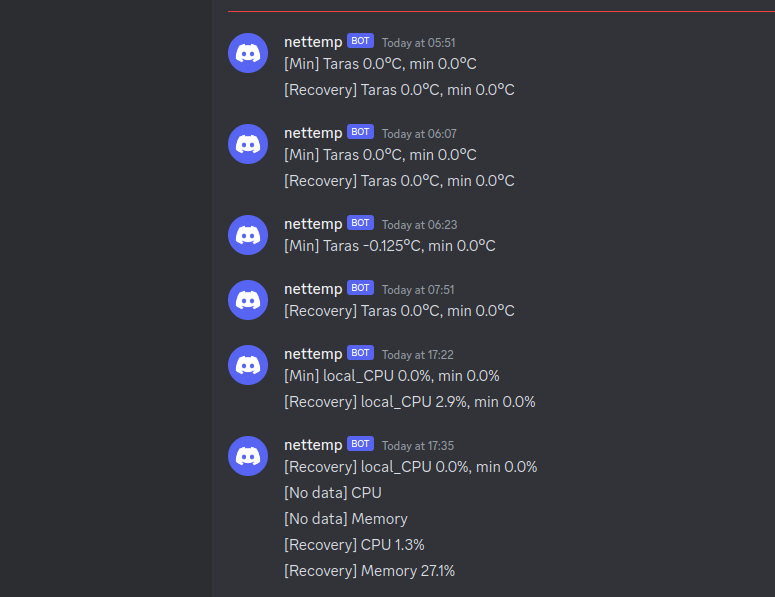 nettemp BOT Today at 05:51
[Min] Taras 0.0°C, min 0.0°C
[Recovery] Taras 0.0°C, min 0.0°C
nettemp BOT Today at 06:07
[Min] Taras 0.0°C, min 0.0°C
[Recovery] Taras 0.0°C, min 0.0°C
nettemp BOT Today at 06:23
[Min] Taras -0.125°C, min 0.0°C
nettemp BOT Today at 07:51
[Recovery] Taras 0.0°C, min 0.0°C
nettemp BOT Today at 17:22
[Min] local_CPU 0.0%, min 0.0%
[Recovery] local_CPU 2.9%, min 0.0%
nettemp BOT Today at 17:35
[Recovery] local_CPU 0.0%, min 0.0%
[No data] CPU
[No data] Memory
[Recovery] CPU 1.3%
[Recovery] Memory 27.1%